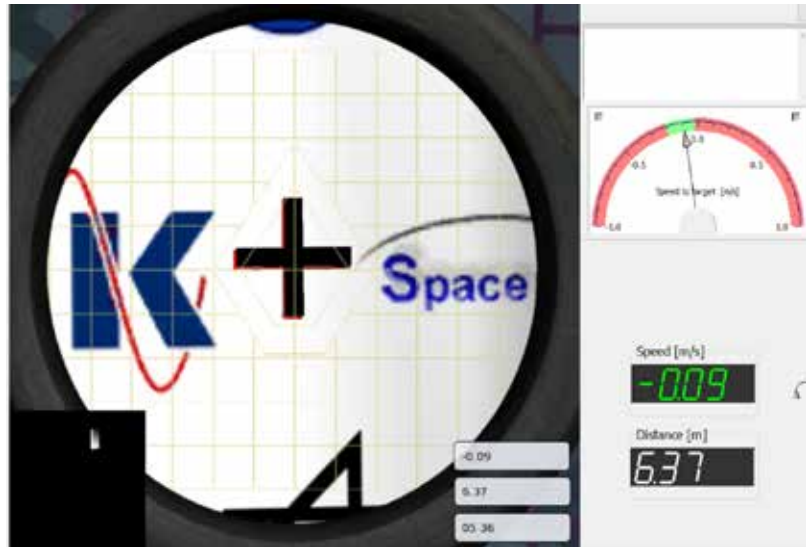 K
Space
-0.5
0.5
Speed to target [m/s]
-1.0
1.0
Speed [m/s]
-0.09
Distance [m]
6.37
-0.09
6.37
05 36